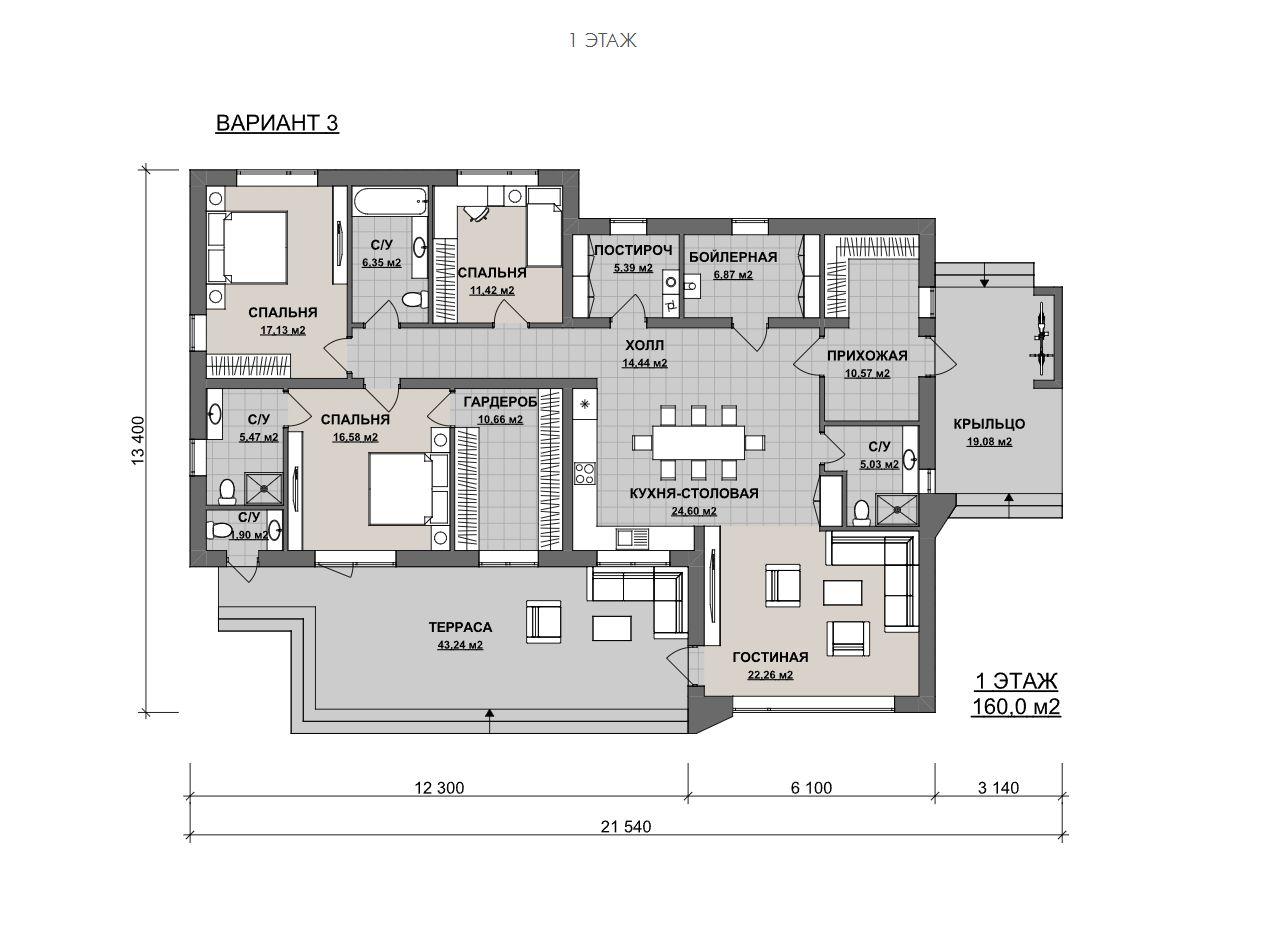 1 ЭТАЖ
ВАРИАНТ 3
С/У
6.35 м2
СПАЛЬНЯ
11.42 м2
ПОСТИРОЧ
5.39 м2
БОЙЛЕРНАЯ
6.87 м2
СПАЛЬНЯ
17.13 м2
ХОЛЛ
14.44 м2
ПРИХОЖАЯ
10.57 м2
С/У
5.47 м2
СПАЛЬНЯ
16.58 м2
ГАРДЕРОБ
10.66 м2
КРЫЛЬЦО
19.08 м2
С/У
5.03 м2
КУХНЯ-СТОЛОВАЯ
24.60 м2
С/У
1.90 м2
ТЕРРАСА
43.24 м2
ГОСТИНАЯ
22.26 м2
1 ЭТАЖ
160,0 м2
13 400
12 300
6 100
3 140
21 540